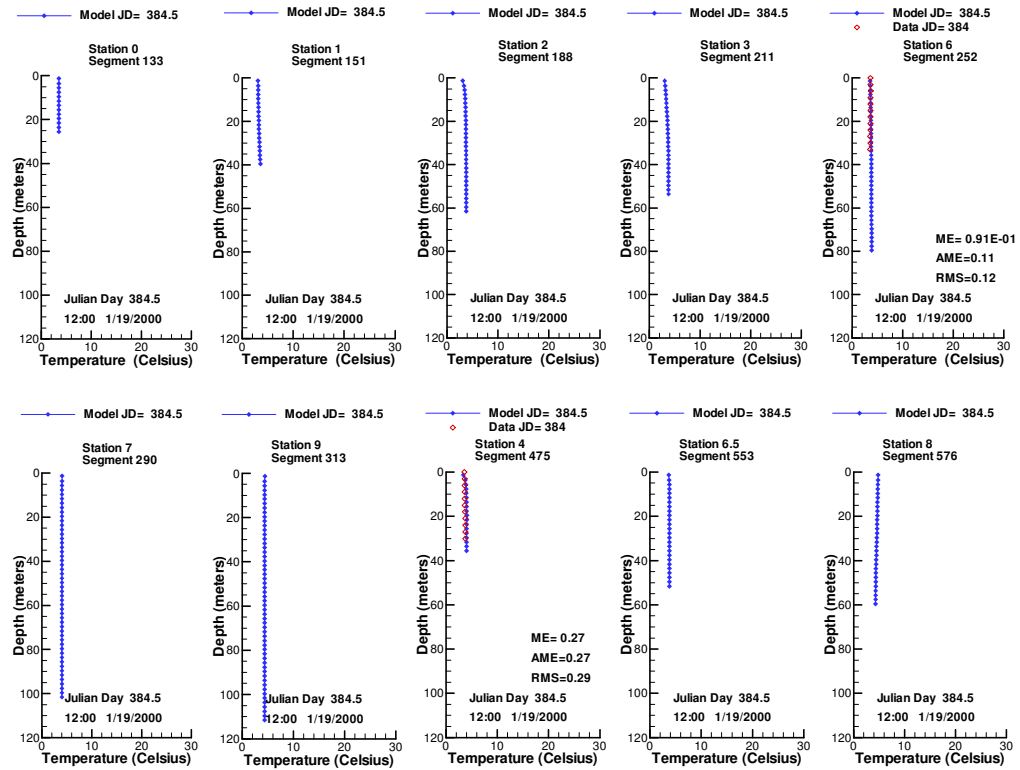 Model JD= 384.5
Station 0
Segment 133
0
20
40
60
80
100
120
Depth (meters)
Julian Day 384.5
12:00 1/19/2000
0 10 20 30
Temperature (Celsius)
Model JD= 384.5
Station 1
Segment 151
0
20
40
60
80
100
120
Depth (meters)
Julian Day 384.5
12:00 1/19/2000
0 10 20 30
Temperature (Celsius)
Model JD= 384.5
Station 2
Segment 188
0
20
40
60
80
100
120
Depth (meters)
Julian Day 384.5
12:00 1/19/2000
0 10 20 30
Temperature (Celsius)
Model JD= 384.5
Station 3
Segment 211
0
20
40
60
80
100
120
Depth (meters)
Julian Day 384.5
12:00 1/19/2000
0 10 20 30
Temperature (Celsius)
Model JD= 384.5
Data JD= 384
Station 6
Segment 252
0
20
40
60
80
100
120
Depth (meters)
ME= 0.91E-01
AME=0.11
RMS=0.12
Julian Day 384.5
12:00 1/19/2000
0 10 20 30
Temperature (Celsius)
Model JD= 384.5
Station 7
Segment 290
0
20
40
60
80
100
120
Depth (meters)
Julian Day 384.5
12:00 1/19/2000
0 10 20 30
Temperature (Celsius)
Model JD= 384.5
Station 9
Segment 313
0
20
40
60
80
100
120
Depth (meters)
Julian Day 384.5
12:00 1/19/2000
0 10 20 30
Temperature (Celsius)
Model JD= 384.5
Data JD= 384
Station 4
Segment 475
0
20
40
60
80
100
120
Depth (meters)
ME= 0.27
AME=0.27
RMS=0.29
Julian Day 384.5
12:00 1/19/2000
0 10 20 30
Temperature (Celsius)
Model JD= 384.5
Station 6.5
Segment 553
0
20
40
60
80
100
120
Depth (meters)
Julian Day 384.5
12:00 1/19/2000
0 10 20 30
Temperature (Celsius)
Model JD= 384.5
Station 8
Segment 576
0
20
40
60
80
100
120
Depth (meters)
Julian Day 384.5
12:00 1/19/2000
0 10 20 30
Temperature (Celsius)